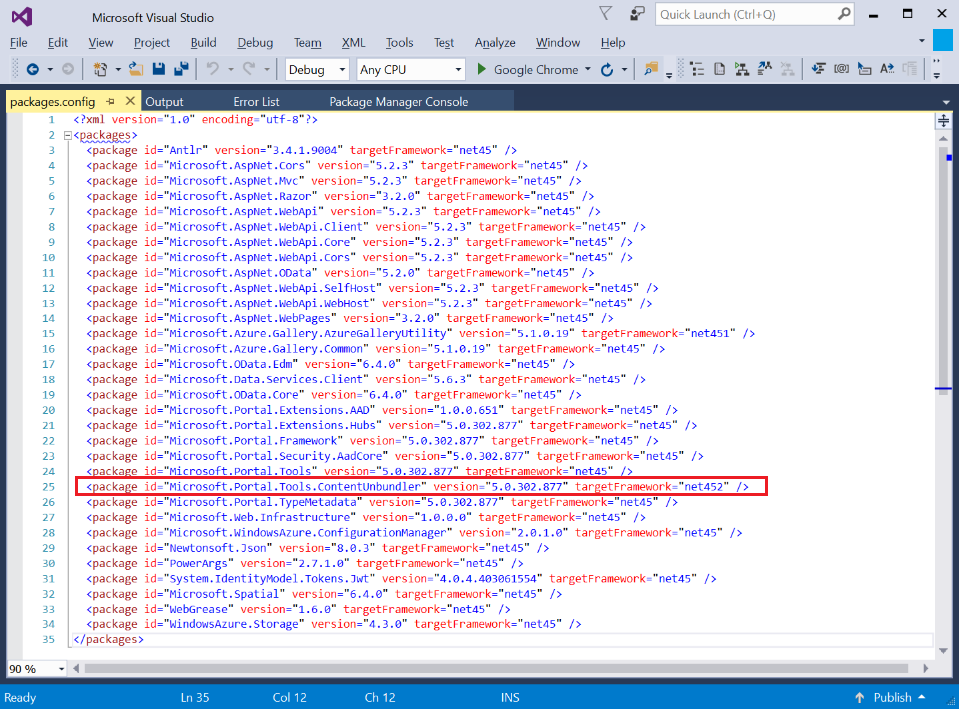 Microsoft Visual Studio
Quick Launch (Ctrl+Q)
File Edit View Project Build Debug Team XML Tools Test Analyze Window Help
Debug Any CPU Google Chrome
packages.config Output Error List Package Manager Console
1 <?xml version="1.0" encoding="utf-8"?>
2 <packages>
3 <package id="Antlr" version="3.4.1.9004" targetFramework="net45" />
4 <package id="Microsoft.AspNet.Cors" version="5.2.3" targetFramework="net45" />
5 <package id="Microsoft.AspNet.Mvc" version="5.2.3" targetFramework="net45" />
6 <package id="Microsoft.AspNet.Razor" version="3.2.0" targetFramework="net45" />
7 <package id="Microsoft.AspNet.WebApi" version="5.2.3" targetFramework="net45" />
8 <package id="Microsoft.AspNet.WebApi.Client" version="5.2.3" targetFramework="net45" />
9 <package id="Microsoft.AspNet.WebApi.Core" version="5.2.3" targetFramework="net45" />
10 <package id="Microsoft.AspNet.WebApi.Cors" version="5.2.3" targetFramework="net45" />
11 <package id="Microsoft.AspNet.OData" version="5.2.0" targetFramework="net45" />
12 <package id="Microsoft.AspNet.WebApi.SelfHost" version="5.2.3" targetFramework="net45" />
13 <package id="Microsoft.AspNet.WebApi.WebHost" version="5.2.3" targetFramework="net45" />
14 <package id="Microsoft.AspNet.WebPages" version="3.2.0" targetFramework="net45" />
15 <package id="Microsoft.Azure.Gallery.AzureGalleryUtility" version="5.1.0.19" targetFramework="net451" />
16 <package id="Microsoft.Azure.Gallery.Common" version="5.1.0.19" targetFramework="net45" />
17 <package id="Microsoft.OData.Edm" version="6.4.0" targetFramework="net45" />
18 <package id="Microsoft.Data.Services.Client" version="5.6.3" targetFramework="net45" />
19 <package id="Microsoft.OData.Core" version="6.4.0" targetFramework="net45" />
20 <package id="Microsoft.Portal.Extensions.AAD" version="1.0.0.651" targetFramework="net45" />
21 <package id="Microsoft.Portal.Extensions.Hubs" version="5.0.302.877" targetFramework="net45" />
22 <package id="Microsoft.Portal.Framework" version="5.0.302.877" targetFramework="net45" />
23 <package id="Microsoft.Portal.Security.AadCore" version="5.0.302.877" targetFramework="net45" />
24 <package id="Microsoft.Portal.Tools" version="5.0.302.877" targetFramework="net45" />
25 <package id="Microsoft.Portal.Tools.ContentUnbundler" version="5.0.302.877" targetFramework="net452" />
26 <package id="Microsoft.Portal.TypeMetadata" version="5.0.302.877" targetFramework="net45" />
27 <package id="Microsoft.Web.Infrastructure" version="1.0.0.0" targetFramework="net45" />
28 <package id="Microsoft.WindowsAzure.ConfigurationManager" version="2.0.1.0" targetFramework="net45" />
29 <package id="Newtonsoft.Json" version="8.0.3" targetFramework="net45" />
30 <package id="PowerArgs" version="2.7.1.0" targetFramework="net45" />
31 <package id="System.IdentityModel.Tokens.Jwt" version="4.0.4.403061554" targetFramework="net45" />
32 <package id="Microsoft.Spatial" version="6.4.0" targetFramework="net45" />
33 <package id="WebGrease" version="1.6.0" targetFramework="net45" />
34 <package id="WindowsAzure.Storage" version="4.3.0" targetFramework="net45" />
35 </packages>
90 %
Ready Ln 35 Col 12 Ch 12 INS Publish